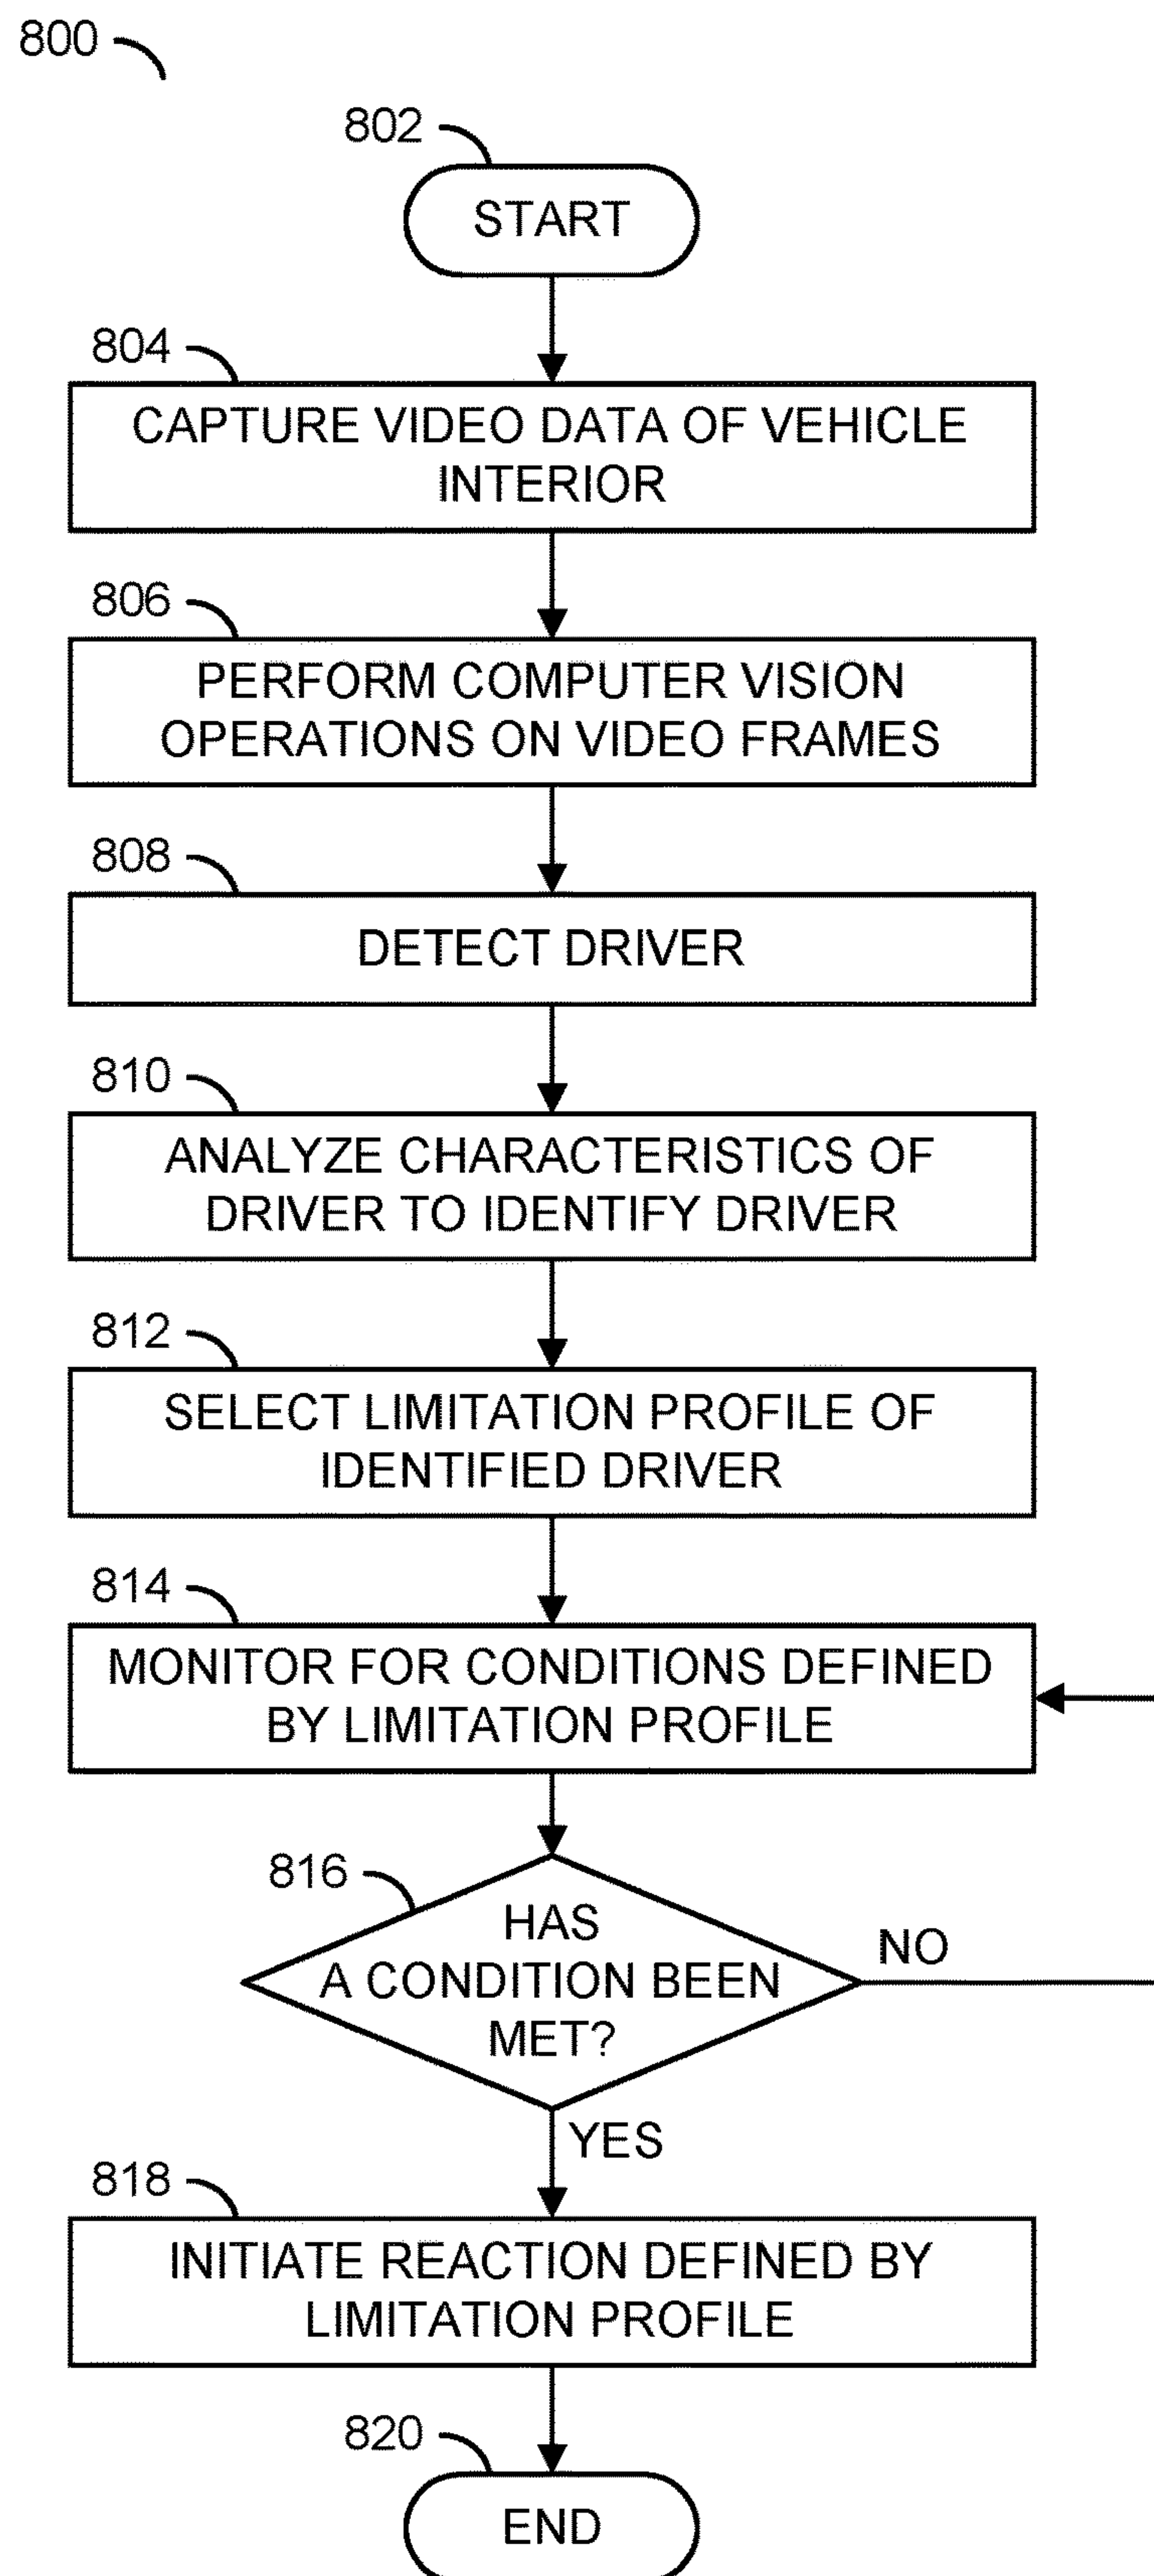 800
802
START
804
CAPTURE VIDEO DATA OF VEHICLE
INTERIOR
806
PERFORM COMPUTER VISION
OPERATIONS ON VIDEO FRAMES
808
DETECT DRIVER
810
ANALYZE CHARACTERISTICS OF
DRIVER TO IDENTIFY DRIVER
812
SELECT LIMITATION PROFILE OF
IDENTIFIED DRIVER
814
MONITOR FOR CONDITIONS DEFINED
BY LIMITATION PROFILE
816
HAS
A CONDITION BEEN
MET?
NO
YES
818
INITIATE REACTION DEFINED BY
LIMITATION PROFILE
820
END